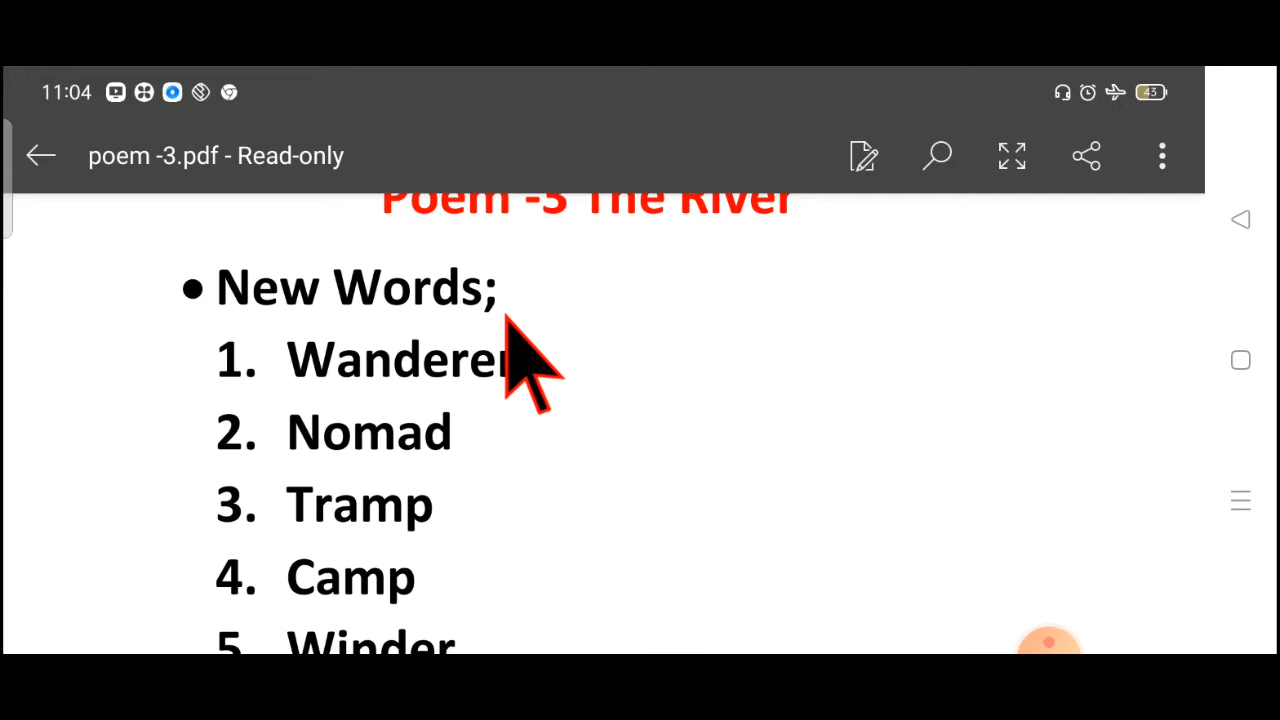 11:04 43
poem -3.pdf - Read-only
Poem -3 The River
• New Words;
1. Wanderer
2. Nomad
3. Tramp
4. Camp
5. Winder